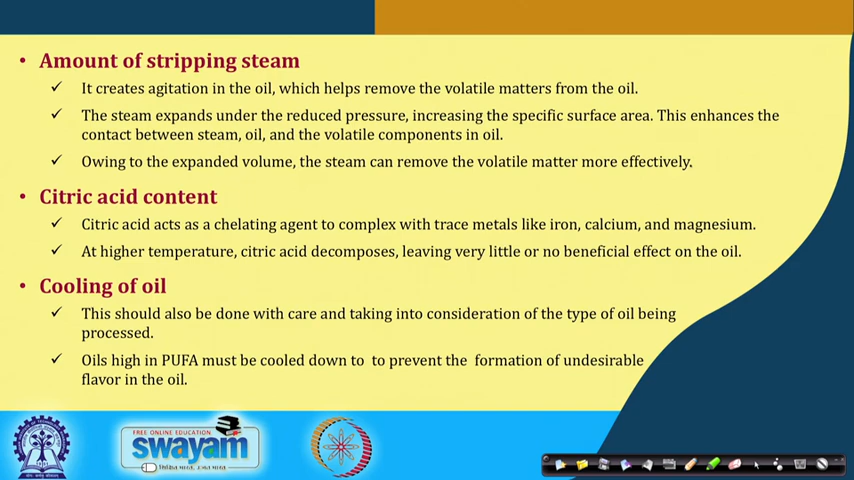 • Amount of stripping steam
✓ It creates agitation in the oil, which helps remove the volatile matters from the oil.
✓ The steam expands under the reduced pressure, increasing the specific surface area. This enhances the
contact between steam, oil, and the volatile components in oil.
✓ Owing to the expanded volume, the steam can remove the volatile matter more effectively.
• Citric acid content
✓ Citric acid acts as a chelating agent to complex with trace metals like iron, calcium, and magnesium.
✓ At higher temperature, citric acid decomposes, leaving very little or no beneficial effect on the oil.
• Cooling of oil
✓ This should also be done with care and taking into consideration of the type of oil being
processed.
✓ Oils high in PUFA must be cooled down to to prevent the formation of undesirable
flavor in the oil.
FREE ONLINE EDUCATION
swayam